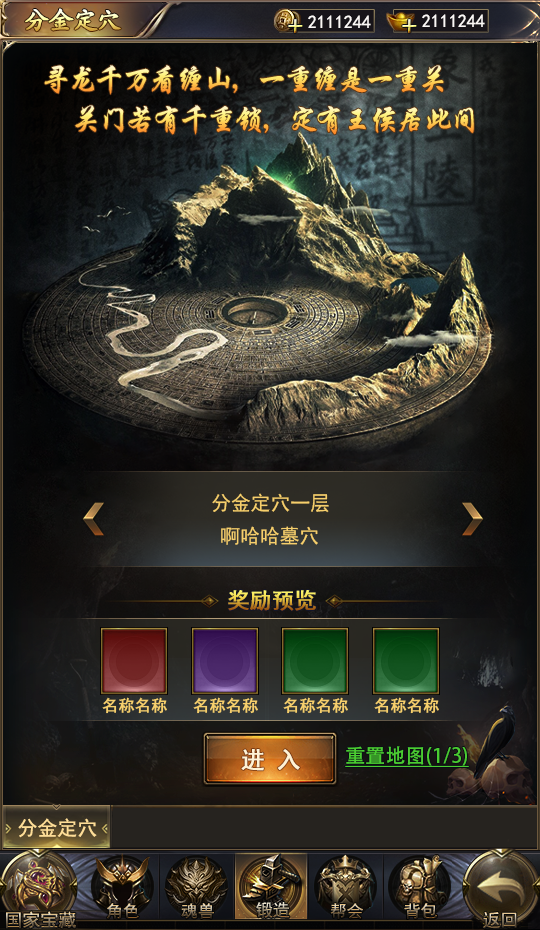 分金定穴
2111244
2111244
寻龙千万看缠山，一重缠是一重关
关门若有千重锁，定有王侯居此间
分金定穴一层
啊哈哈墓穴
奖励预览
名称名称
名称名称
名称名称
名称名称
进入
重置地图(1/3)
分金定穴
国家宝藏
角色
魂兽
锻造
帮会
背包
返回